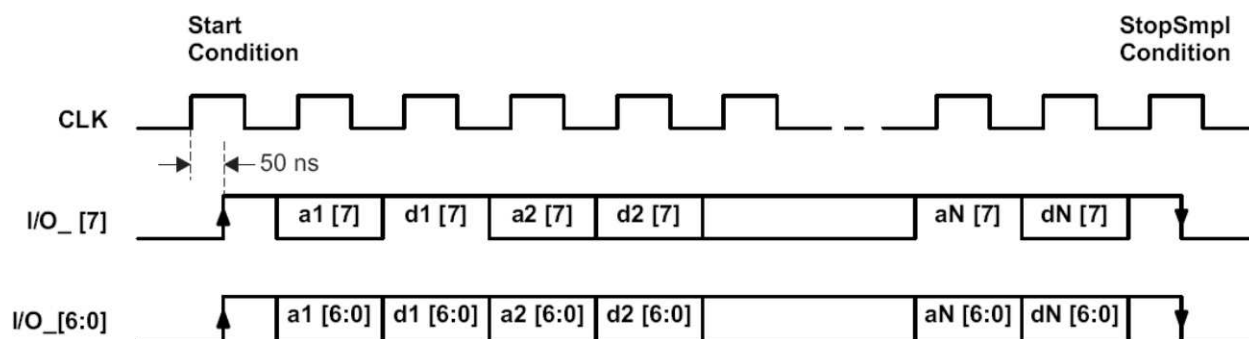 Start
Condition
StopSmpl
Condition
CLK
50 ns
I/O_ [7]
a1 [7] d1 [7] a2 [7] d2 [7] aN [7] dN [7]
I/O_[6:0]
a1 [6:0] d1 [6:0] a2 [6:0] d2 [6:0] aN [6:0] dN [6:0]